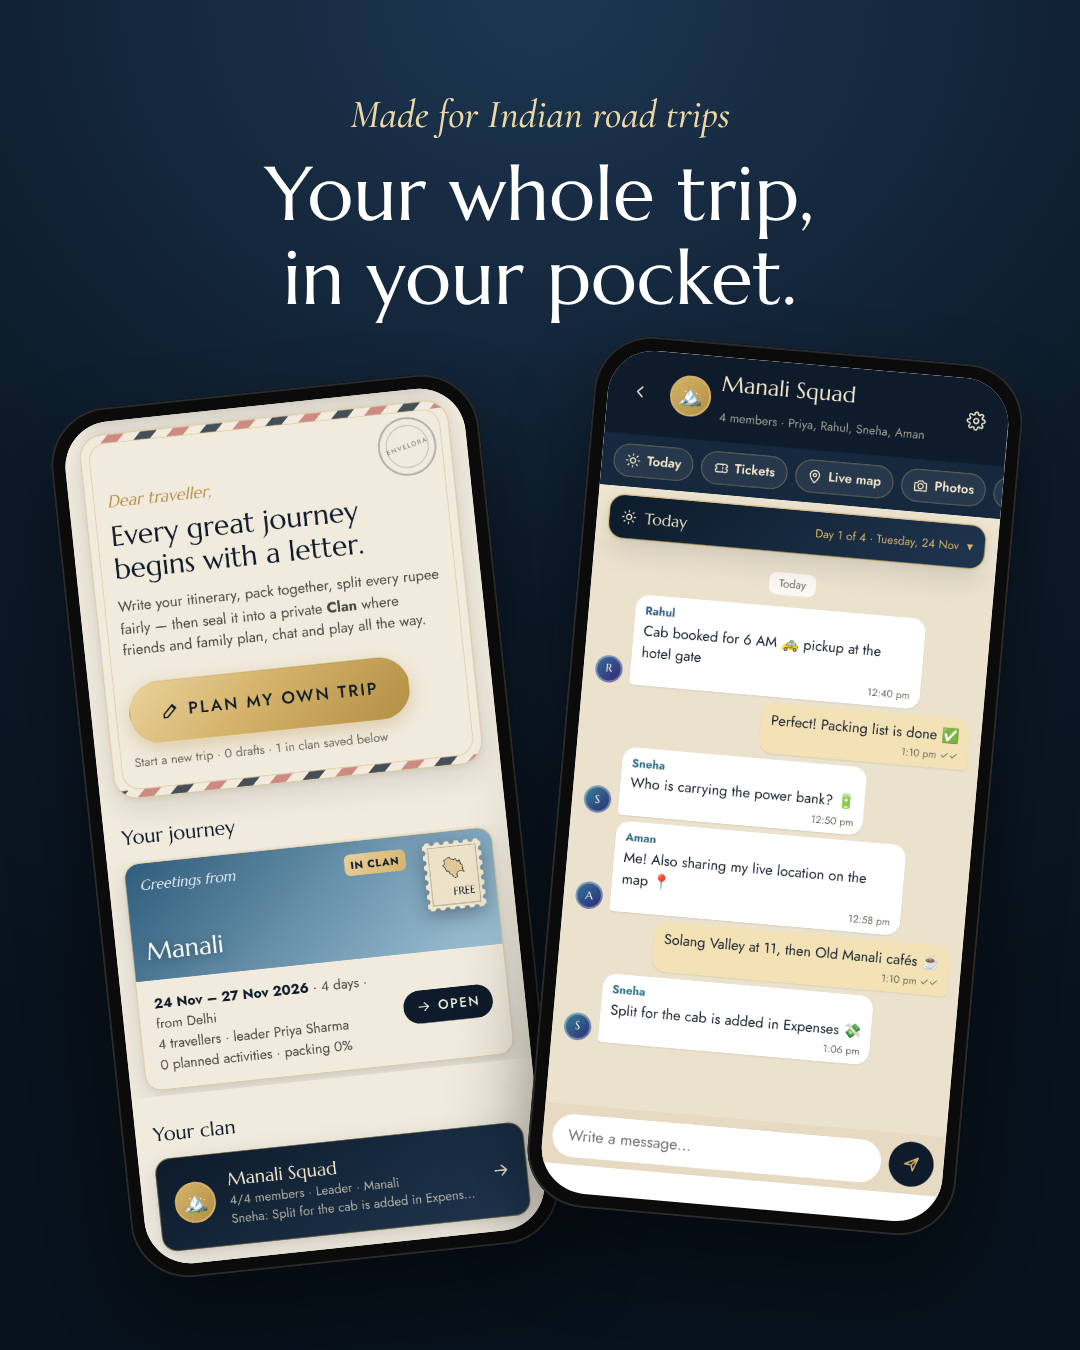 Made for Indian road trips
Your whole trip,
in your pocket.
ENVELORA
Dear traveller,
Every great journey
begins with a letter.
Write your itinerary, pack together, split every rupee
fairly — then seal it into a private Clan where
friends and family plan, chat and play all the way.
PLAN MY OWN TRIP
Start a new trip · 0 drafts · 1 in clan saved below
Your journey
Greetings from
IN CLAN
FREE
Manali
24 Nov – 27 Nov 2026 · 4 days ·
from Delhi
4 travellers · leader Priya Sharma
0 planned activities · packing 0%
→ OPEN
Your clan
Manali Squad
4/4 members · Leader · Manali
Sneha: Split for the cab is added in Expens...
Manali Squad
4 members · Priya, Rahul, Sneha, Aman
Today
Tickets
Live map
Photos
Today
Day 1 of 4 · Tuesday, 24 Nov ▾
Today
Rahul
Cab booked for 6 AM 🚕 pickup at the
hotel gate
12:40 pm
R
Perfect! Packing list is done ✅
1:10 pm ✓✓
Sneha
Who is carrying the power bank? 🔋
12:50 pm
S
Aman
Me! Also sharing my live location on the
map 📍
12:58 pm
A
Solang Valley at 11, then Old Manali cafés ☕
1:10 pm ✓✓
Sneha
Split for the cab is added in Expenses 💸
1:06 pm
S
Write a message...